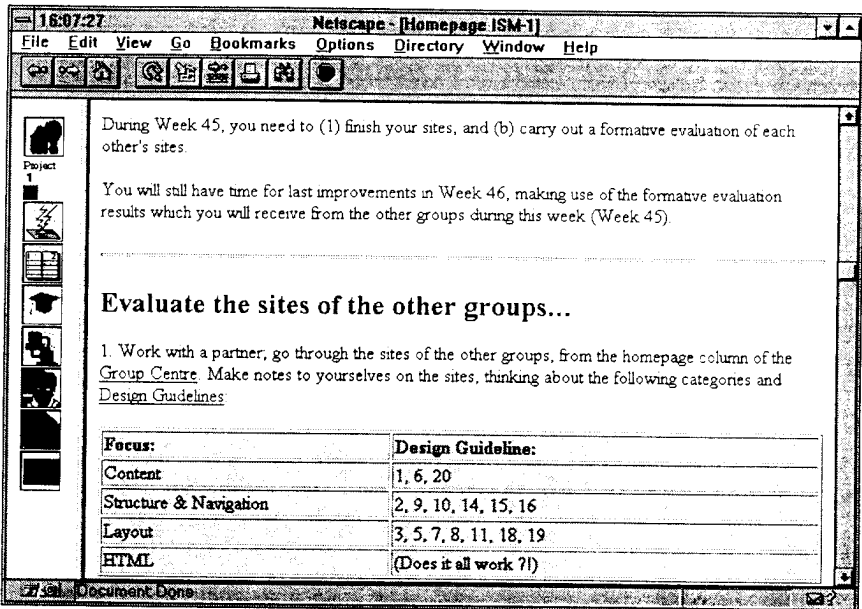 16:07:27
Netscape - [Homepage ISM-1]
File Edit View Go Bookmarks Options Directory Window Help
During Week 45, you need to (1) finish your sites, and (b) carry out a formative evaluation of each
other's sites.
You will still have time for last improvements in Week 46, making use of the formative evaluation
results which you will receive from the other groups during this week (Week 45).
Project
1
Evaluate the sites of the other groups...
1. Work with a partner, go through the sites of the other groups, from the homepage column of the
Group Centre. Make notes to yourselves on the sites, thinking about the following categories and
Design Guidelines:
Focus: Design Guideline:
Content 1, 6, 20
Structure & Navigation 2, 9, 10, 14, 15, 16
Layout 3, 5, 7, 8, 11, 18, 19
HTML (Does it all work ?!)
Document: Done
?